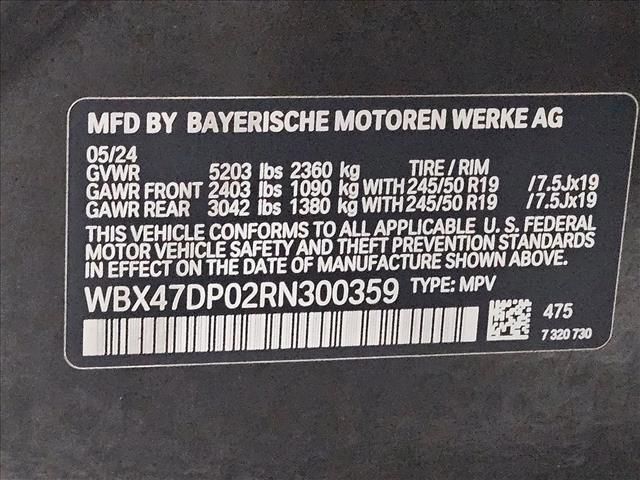 MFD BY BAYERISCHE MOTOREN WERKE AG
05/24
GVWR 5203 lbs 2360 kg TIRE / RIM
GAWR FRONT 2403 lbs 1090 kg WITH 245/50 R19 /7.5Jx19
GAWR REAR 3042 lbs 1380 kg WITH 245/50 R19 /7.5Jx19
THIS VEHICLE CONFORMS TO ALL APPLICABLE U. S. FEDERAL
MOTOR VEHICLE SAFETY AND THEFT PREVENTION STANDARDS
IN EFFECT ON THE DATE OF MANUFACTURE SHOWN ABOVE.
WBX47DP02RN300359 TYPE: MPV
475
7 320 730